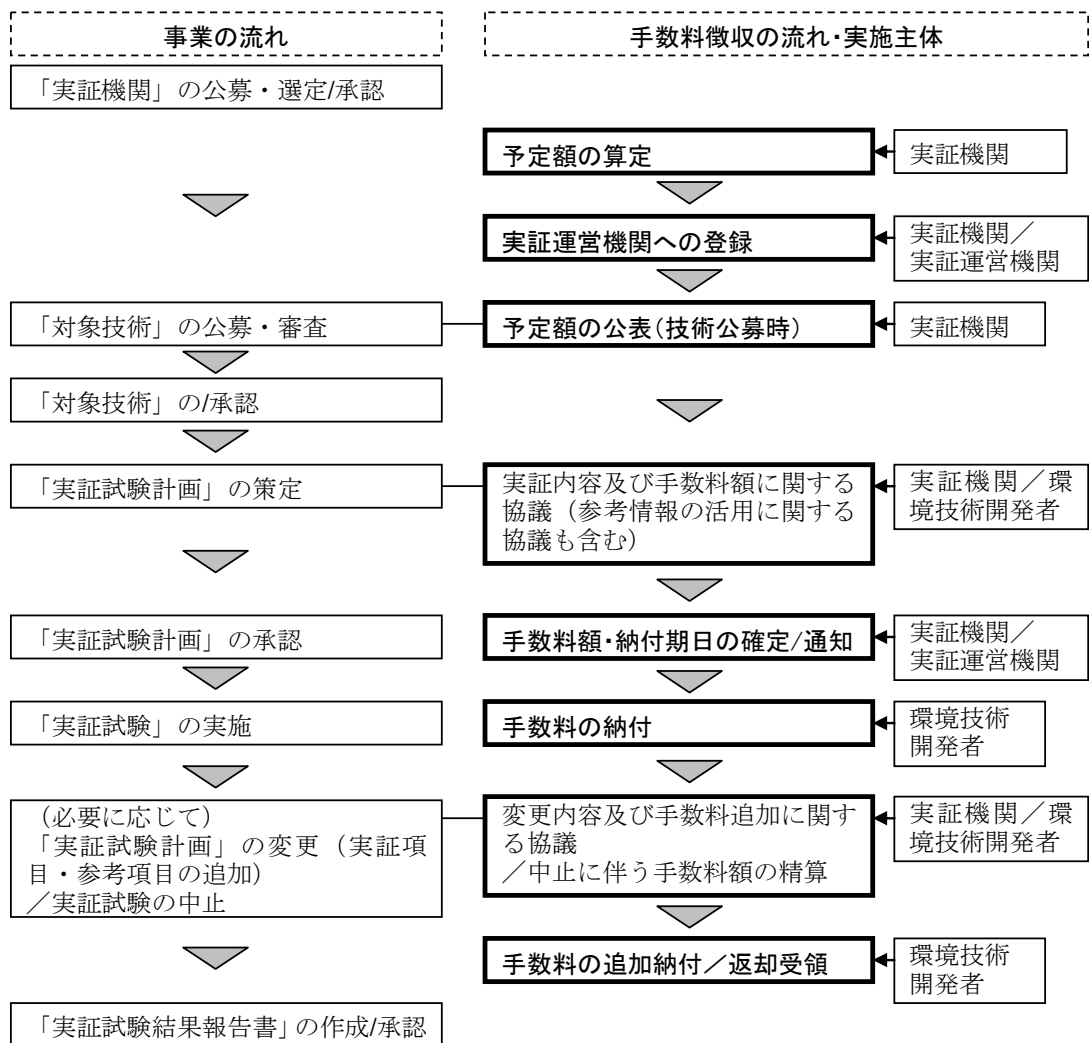 事業の流れ
手数料徴収の流れ・実施主体
「実証機関」の公募・選定/承認
予定額の算定
実証機関
実証運営機関への登録
実証機関／
実証運営機関
「対象技術」の公募・審査
予定額の公表（技術公募時）
実証機関
「対象技術」の/承認
「実証試験計画」の策定
実証内容及び手数料額に関する
協議（参考情報の活用に関する
協議も含む）
実証機関／環
境技術開発者
「実証試験計画」の承認
手数料額・納付期日の確定/通知
実証機関／
実証運営機関
「実証試験」の実施
手数料の納付
環境技術
開発者
（必要に応じて）
「実証試験計画」の変更（実証項
目・参考項目の追加）
／実証試験の中止
変更内容及び手数料追加に関す
る協議
／中止に伴う手数料額の精算
実証機関／環
境技術開発者
手数料の追加納付／返却受領
環境技術
開発者
「実証試験結果報告書」の作成/承認